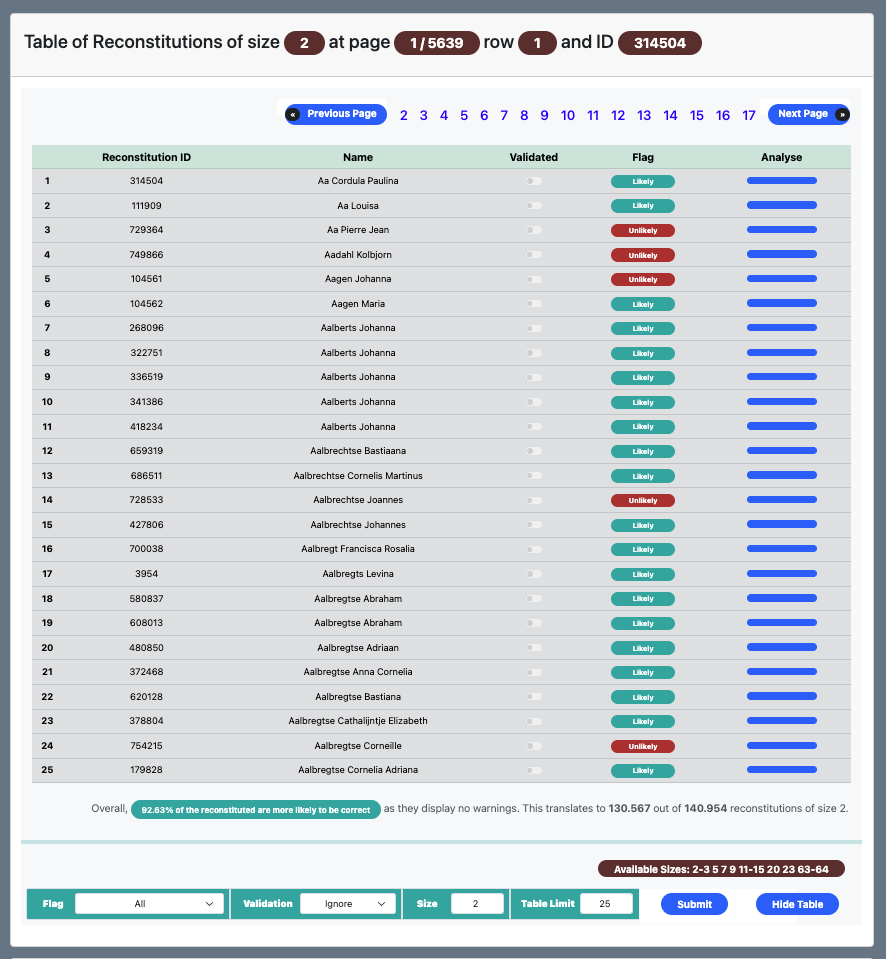 Table of Reconstitutions of size 2 at page 1 / 5639 row 1 and ID 314504
« Previous Page 2 3 4 5 6 7 8 9 10 11 12 13 14 15 16 17 Next Page »
Reconstitution ID Name Validated Flag Analyse
1 314504 Aa Cordula Paulina Likely
2 111909 Aa Louisa Likely
3 729364 Aa Pierre Jean Unlikely
4 749866 Aadahl Kolbjorn Unlikely
5 104561 Aagen Johanna Unlikely
6 104562 Aagen Maria Likely
7 268096 Aalberts Johanna Likely
8 322751 Aalberts Johanna Likely
9 336519 Aalberts Johanna Likely
10 341386 Aalberts Johanna Likely
11 418234 Aalberts Johanna Likely
12 659319 Aalbrechtse Bastiaana Likely
13 686511 Aalbrechtse Cornelis Martinus Likely
14 728533 Aalbrechtse Joannes Unlikely
15 427806 Aalbrechtse Johannes Likely
16 700038 Aalbregt Francisca Rosalia Likely
17 3954 Aalbregts Levina Likely
18 580837 Aalbregtse Abraham Likely
19 608013 Aalbregtse Abraham Likely
20 480850 Aalbregtse Adriaan Likely
21 372468 Aalbregtse Anna Cornelia Likely
22 620128 Aalbregtse Bastiana Likely
23 378804 Aalbregtse Cathalijntje Elizabeth Likely
24 754215 Aalbregtse Corneille Unlikely
25 179828 Aalbregtse Cornelia Adriana Likely
Overall, 92.63% of the reconstituted are more likely to be correct as they display no warnings. This translates to 130.567 out of 140.954 reconstitutions of size 2.
Available Sizes: 2-3 5 7 9 11-15 20 23 63-64
Flag All Validation Ignore Size 2 Table Limit 25 Submit Hide Table